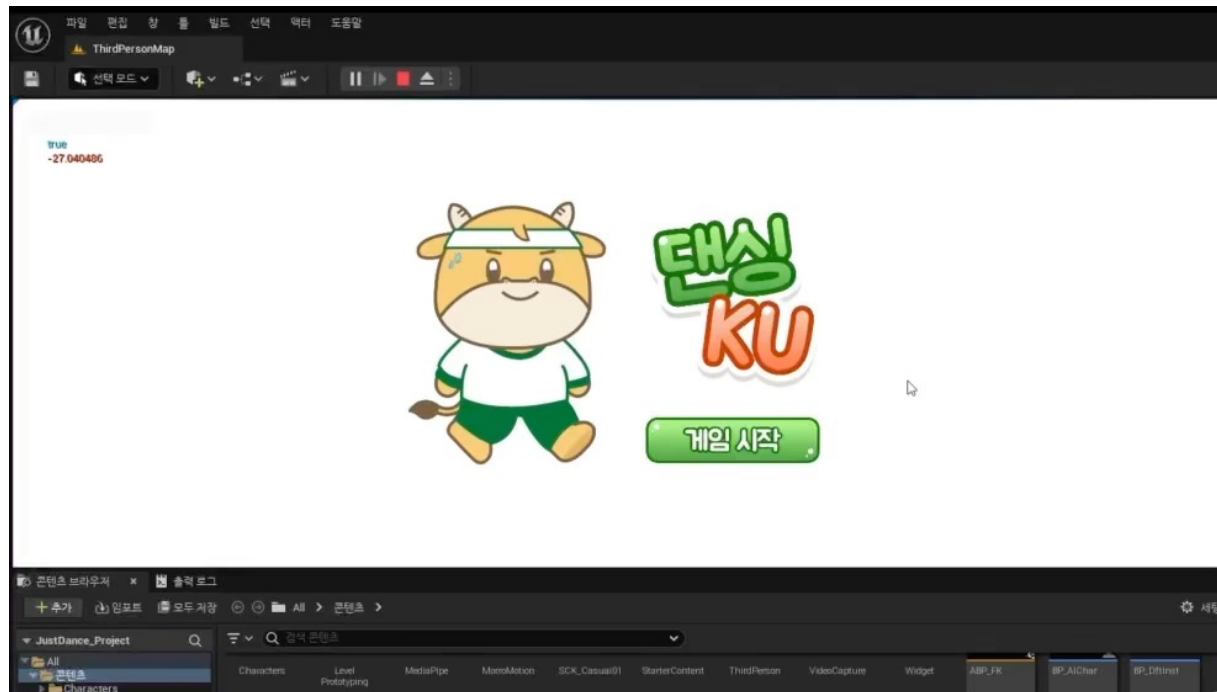 파일 편집 창 툴 빌드 선택 액터 도움말
ThirdPersonMap
선택 모드
true
-27.040486
댄싱
KU
게임 시작
콘텐츠 브라우저 출력 로그
추가 임포트 모두 저장 All 콘텐츠 세팅
JustDance_Project 검색 콘텐츠
All
콘텐츠
Characters
Characters Level Prototyping MediaPipe MomoMotion SCK_Casual01 StarterContent ThirdPerson VideoCapture Widget ABP_FK BP_AIChar BP_DftInst